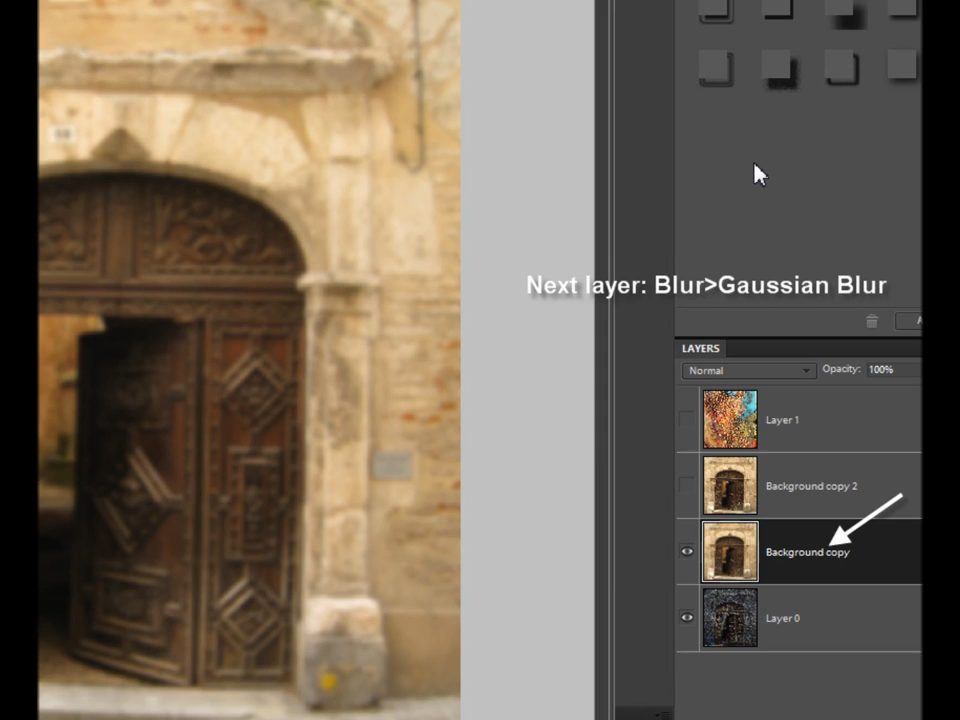 Next layer: Blur>Gaussian Blur
LAYERS
Normal
Opacity: 100%
Layer 1
Background copy 2
Background copy
Layer 0